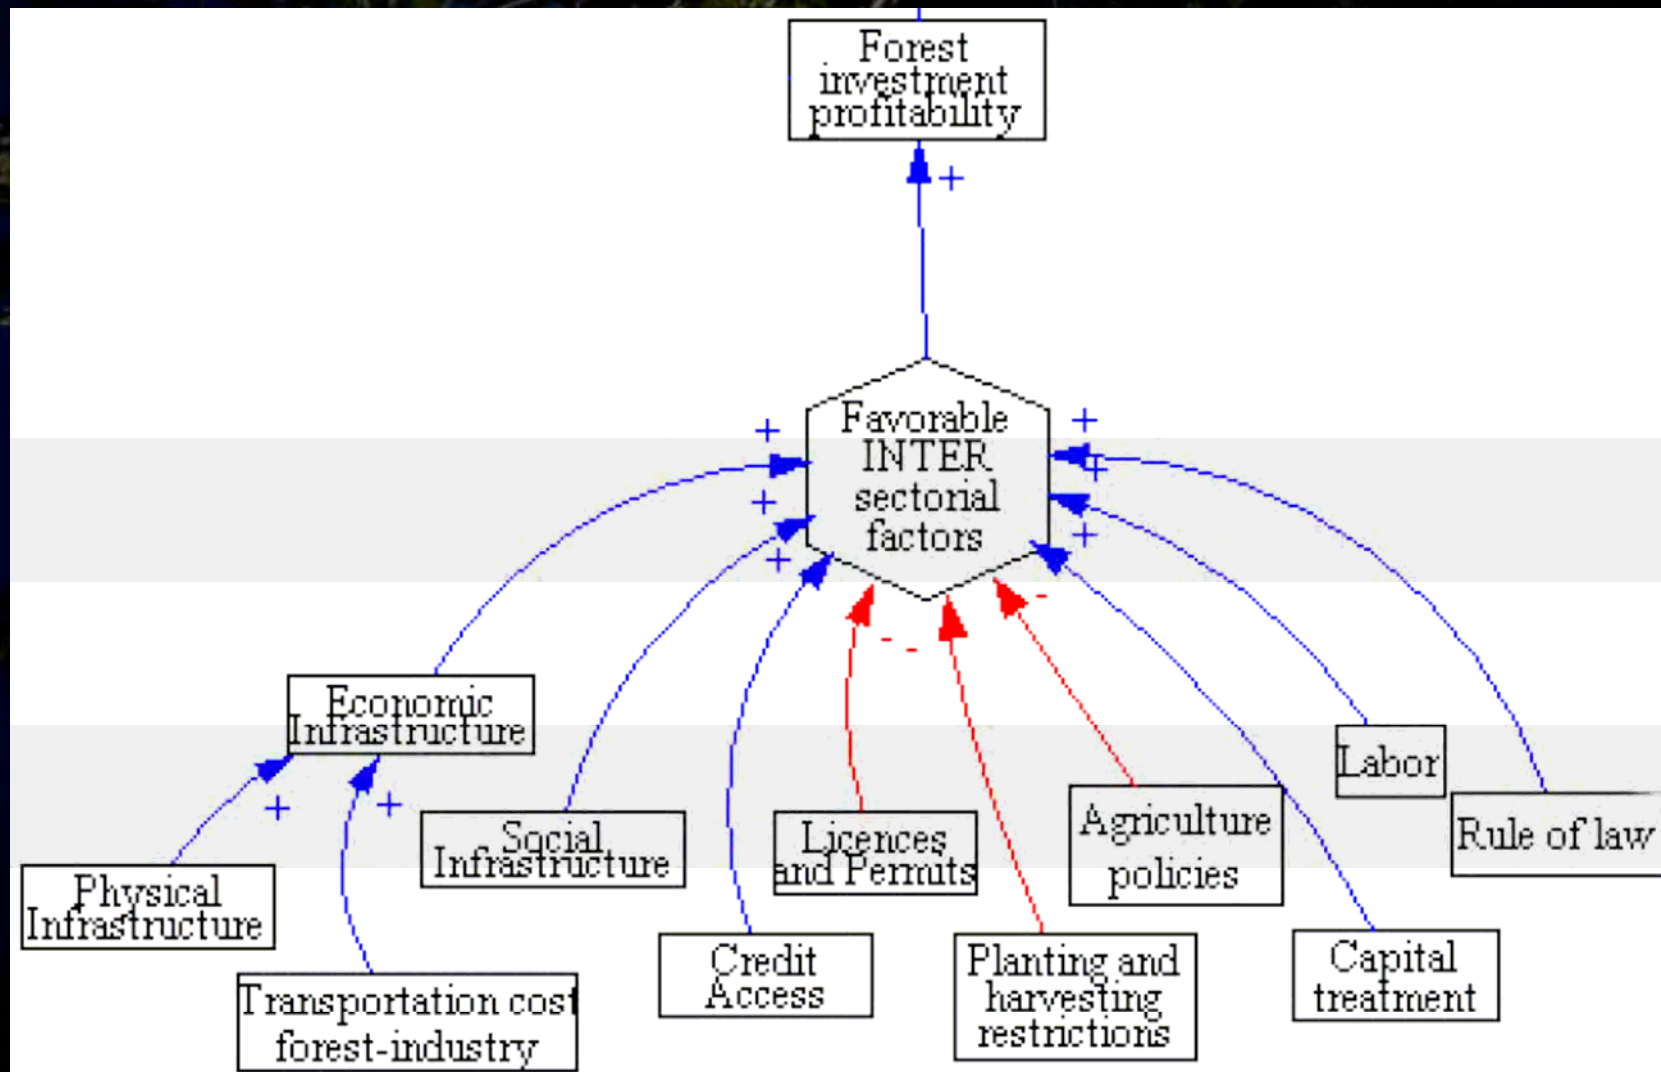 Forest
investment
profitability
+
Favorable
INTER
sectorial
factors
+
+
+
+
+
+
-
-
-
Economic
Infrastructure
+
+
Physical
Infrastructure
Transportation cost
forest-industry
Social
Infrastructure
Credit
Access
Licences
and Permits
Planting and
harvesting
restrictions
Agriculture
policies
Labor
Capital
treatment
Rule of law